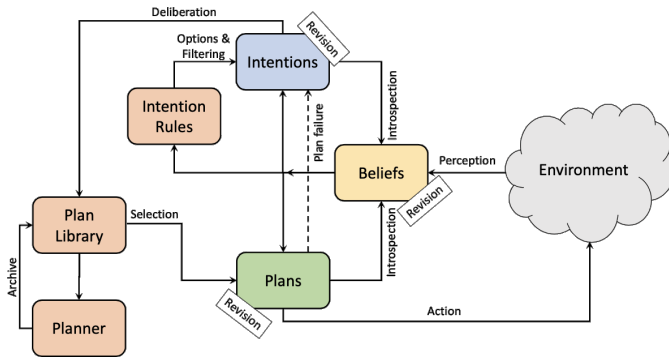 Deliberation
Options &
Filtering
Revision
Intentions
Intention
Rules
Plan failure
Introspection
Beliefs
Perception
Environment
Revision
Plan
Library
Selection
Introspection
Plans
Revision
Archive
Planner
Action